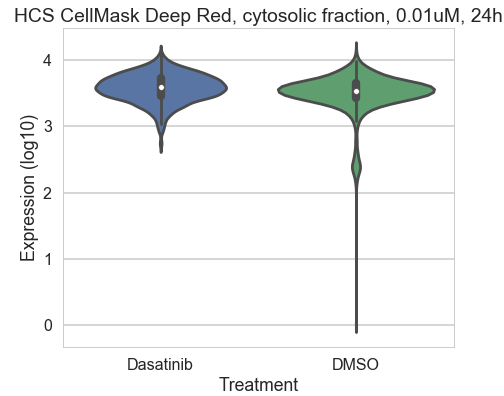 HCS CellMask Deep Red, cytosolic fraction, 0.01uM, 24h
4
3
2
1
0
Expression (log10)
Dasatinib DMSO
Treatment